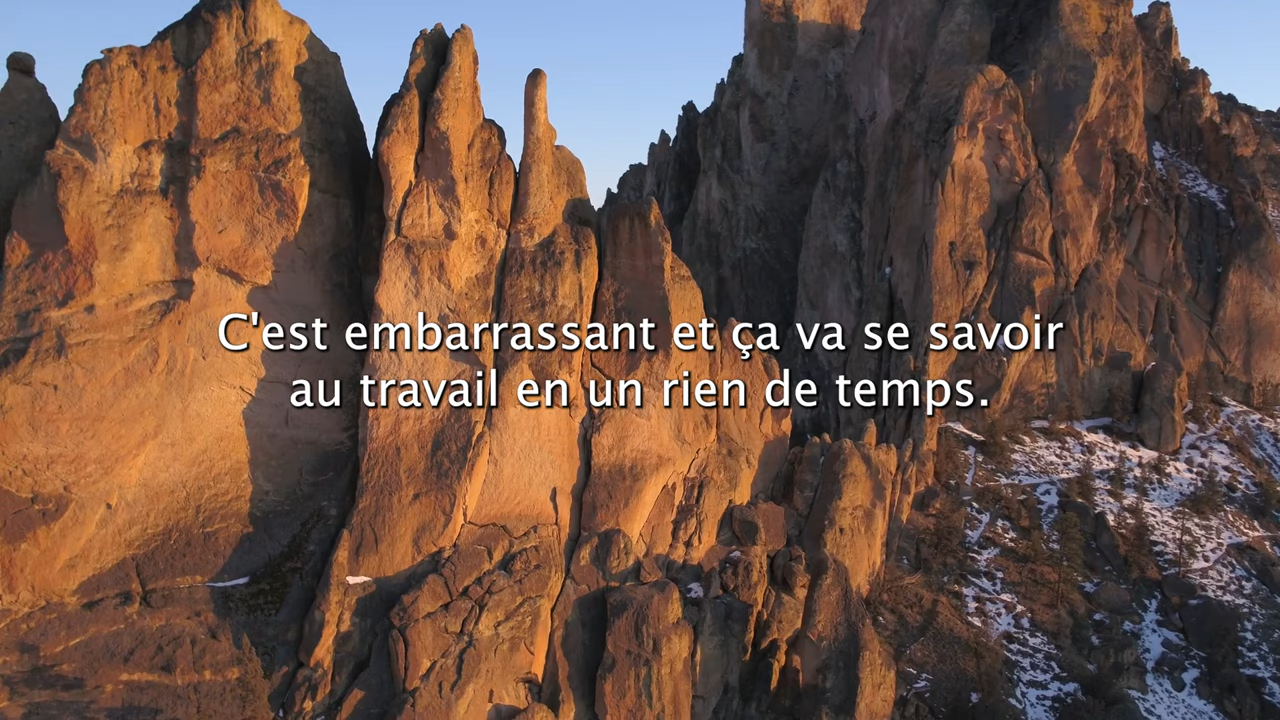 C'est embarrassant et ça va se savoir
au travail en un rien de temps.